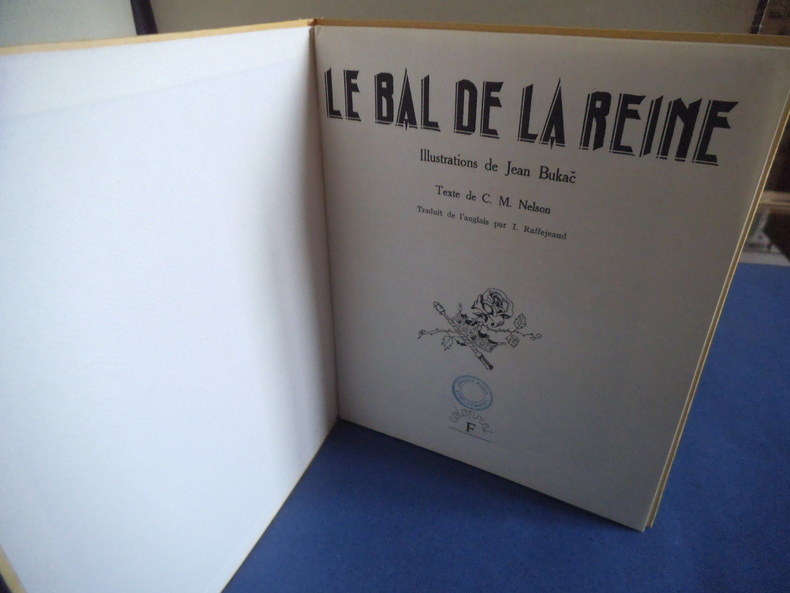 LE BAL DE LA REINE
Illustrations de Jean Bukač
Texte de C. M. Nelson
Traduit de l'anglais par I. Raffejeaud
F